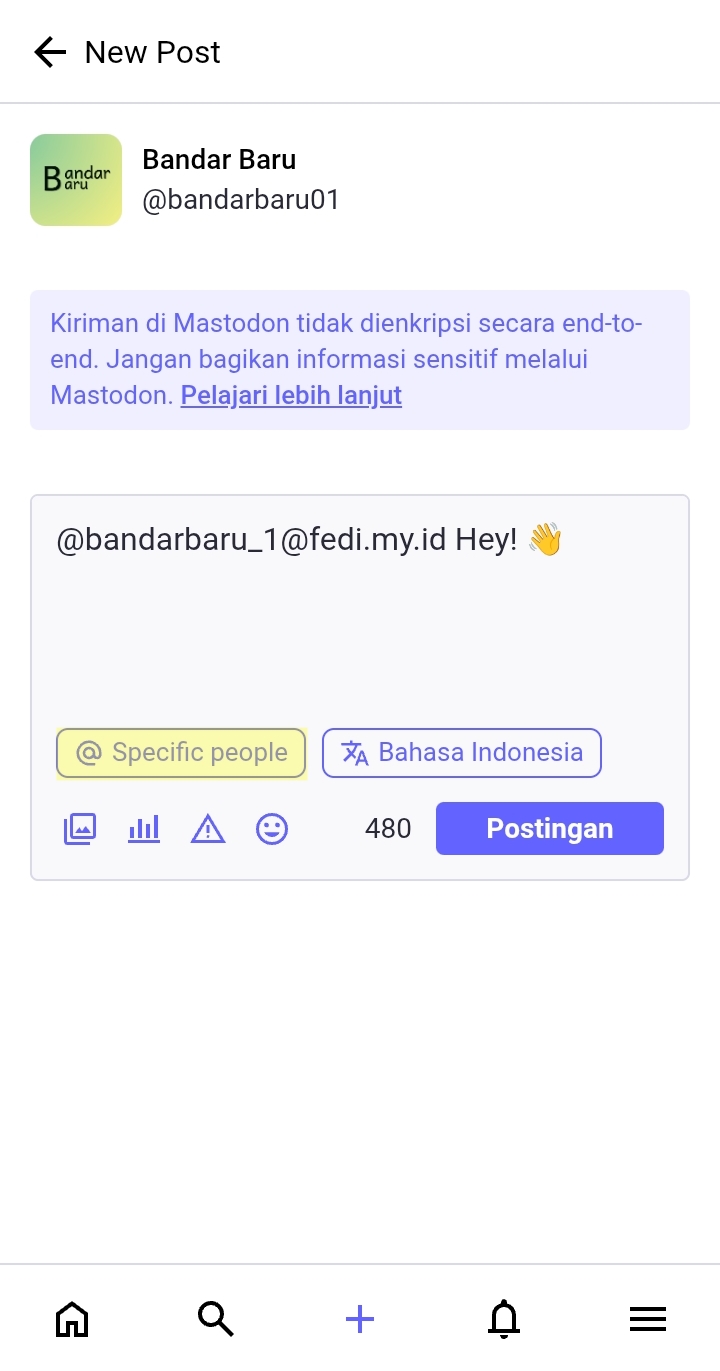 New Post
Bandar Baru
Bandar Baru
@bandarbaru01
Kiriman di Mastodon tidak dienkripsi secara end-to-
end. Jangan bagikan informasi sensitif melalui
Mastodon. Pelajari lebih lanjut
@bandarbaru_1@fedi.my.id Hey! 👋
Specific people
Bahasa Indonesia
480
Postingan